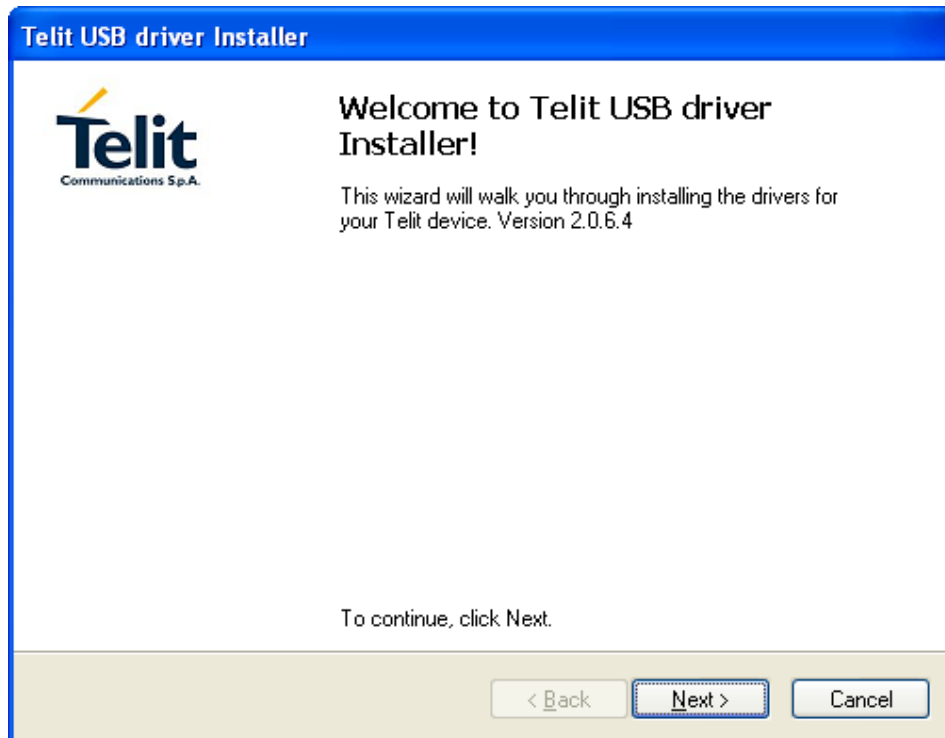 Telit USB driver Installer
Telit
Communications S.p.A.
Welcome to Telit USB driver
Installer!
This wizard will walk you through installing the drivers for
your Telit device. Version 2.0.6.4
To continue, click Next.
< Back
Next >
Cancel